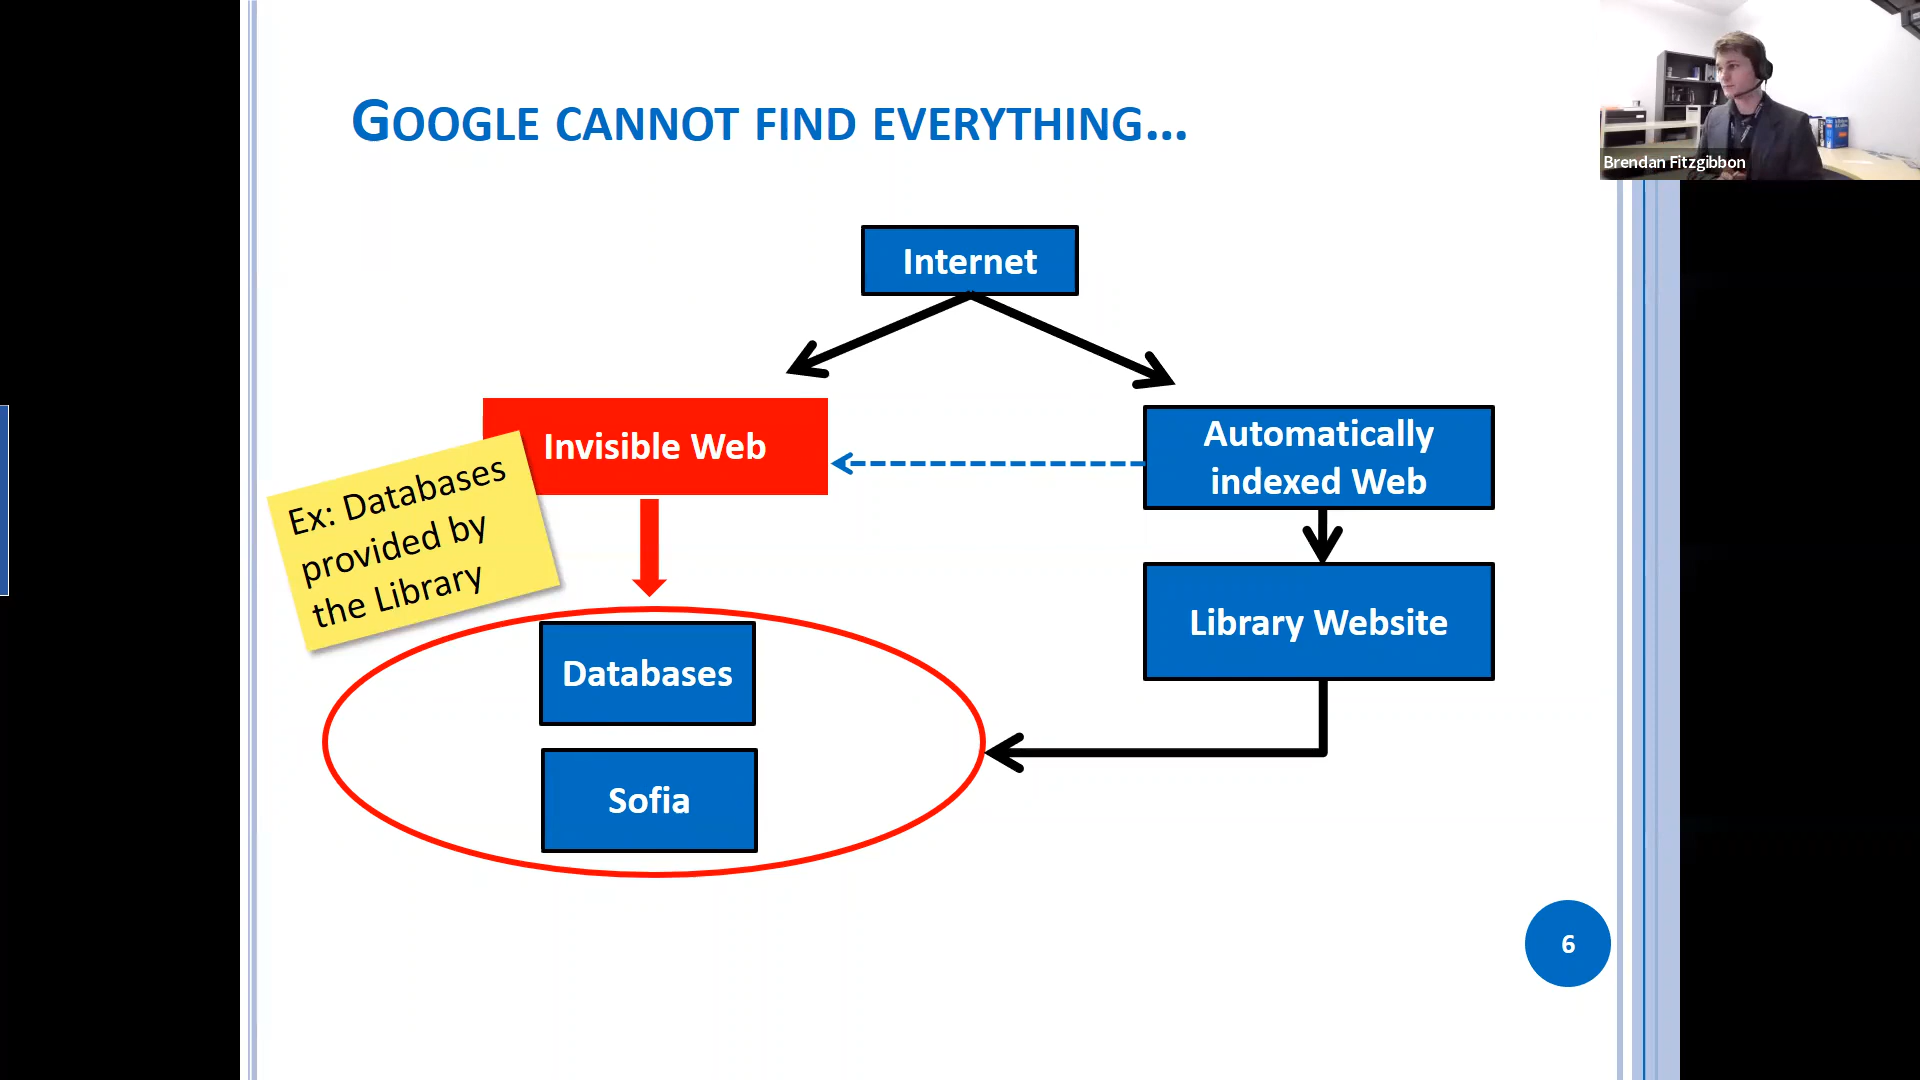 GOOGLE CANNOT FIND EVERYTHING...
Brendan Fitzgibbon
Internet
Invisible Web
Automatically
indexed Web
Ex: Databases
provided by
the Library
Databases
Library Website
Sofia
6